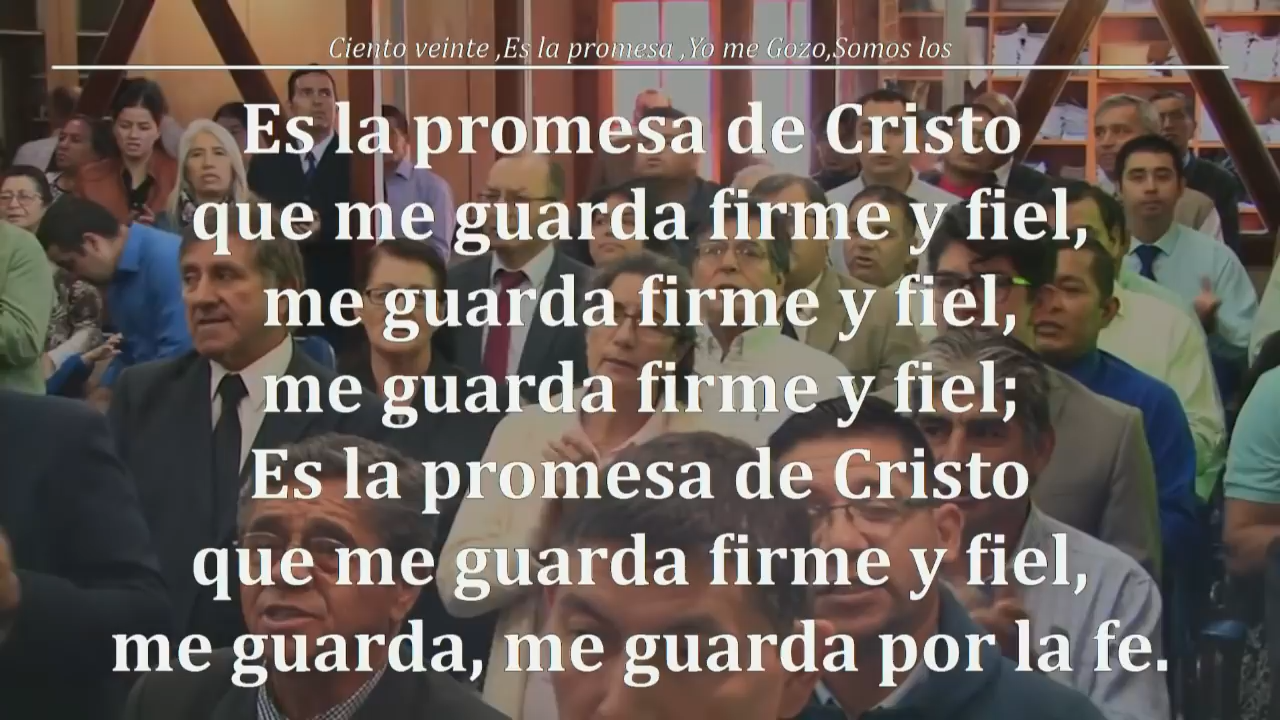 Ciento veinte ,Es la promesa ,Yo me Gozo,Somos los
Es la promesa de Cristo
que me guarda firme y fiel,
me guarda firme y fiel,
me guarda firme y fiel;
Es la promesa de Cristo
que me guarda firme y fiel,
me guarda, me guarda por la fe.